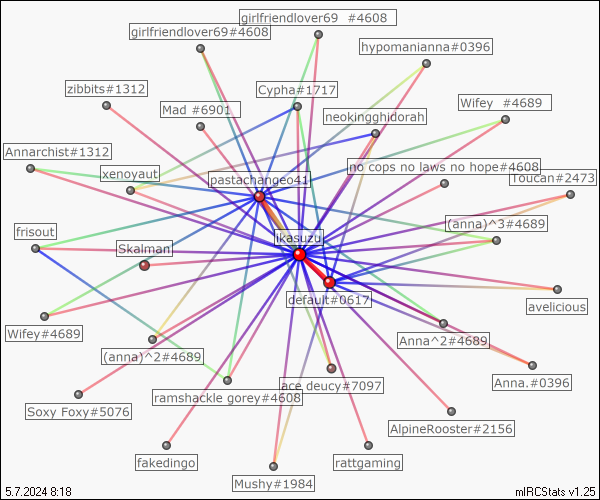 girlfriendlover69  #4608
girlfriendlover69#4608
hypomanianna#0396
zibbits#1312
Cypha#1717
Mad #6901
Wifey  #4689
neokingghidorah
Annarchist#1312
no cops no laws no hope#4608
xenoyaut
pastachangeo41
Toucan#2473
(anna)^3#4689
frisout
ikasuzu
Skalman
default#0617
avelicious
Wifey#4689
Anna^2#4689
(anna)^2#4689
ace deucy#7097
Anna.#0396
ramshackle gorey#4608
Soxy Foxy#5076
AlpineRooster#2156
fakedingo
rattgaming
Mushy#1984
5.7.2024 8:18
mIRCStats v1.25